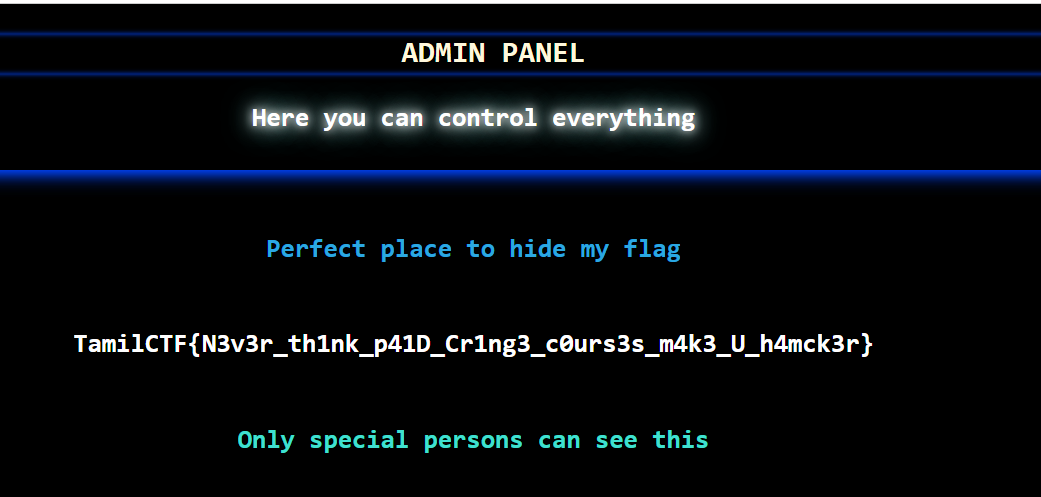 ADMIN PANEL
Here you can control everything
Perfect place to hide my flag
TamilCTF{N3v3r_th1nk_p41D_Cr1ng3_c0urs3s_m4k3_U_h4mck3r}
Only special persons can see this